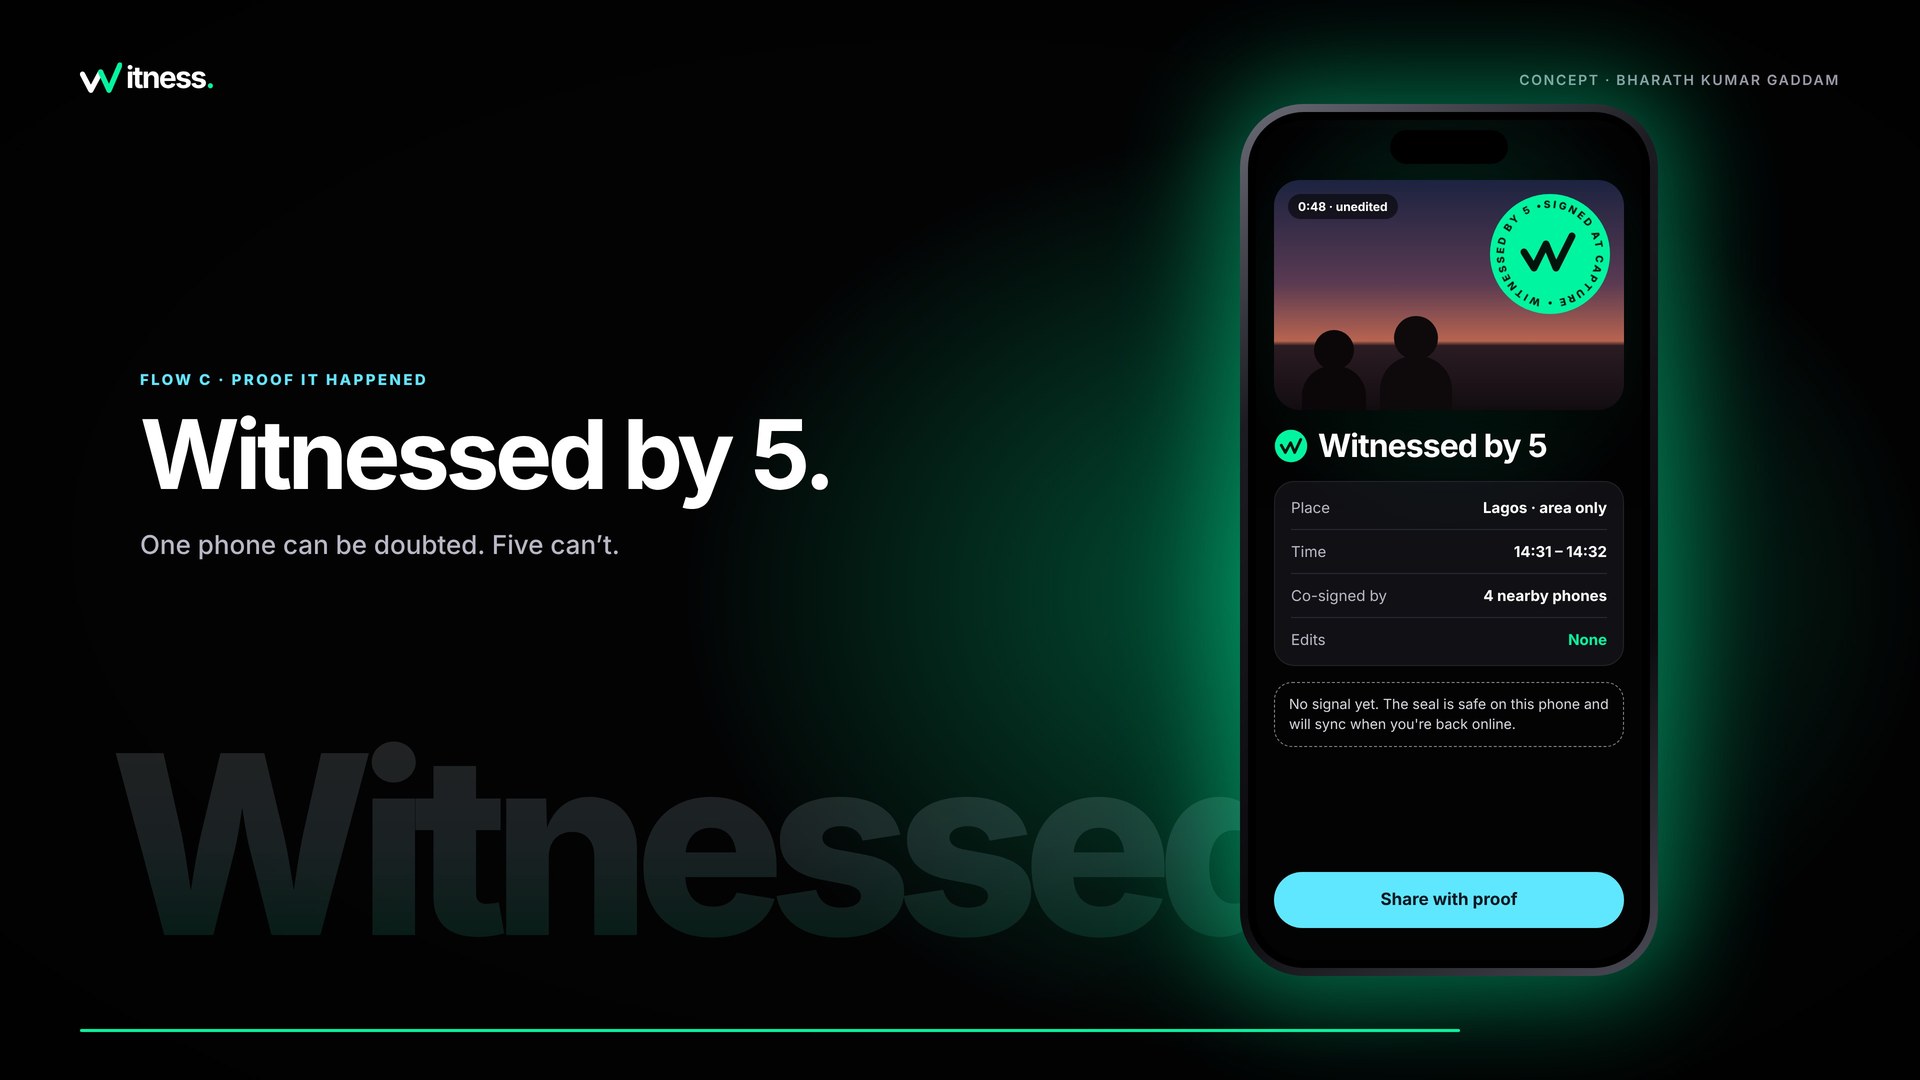 Witness.
CONCEPT · BHARATH KUMAR GADDAM
FLOW C · PROOF IT HAPPENED
Witnessed by 5.
One phone can be doubted. Five can’t.
Witnessed
0:48 · unedited
WITNESSED BY 5 • SIGNED AT CAPTURE •
W
W Witnessed by 5
Place Lagos · area only
Time 14:31 – 14:32
Co-signed by 4 nearby phones
Edits None
No signal yet. The seal is safe on this phone and
will sync when you're back online.
Share with proof